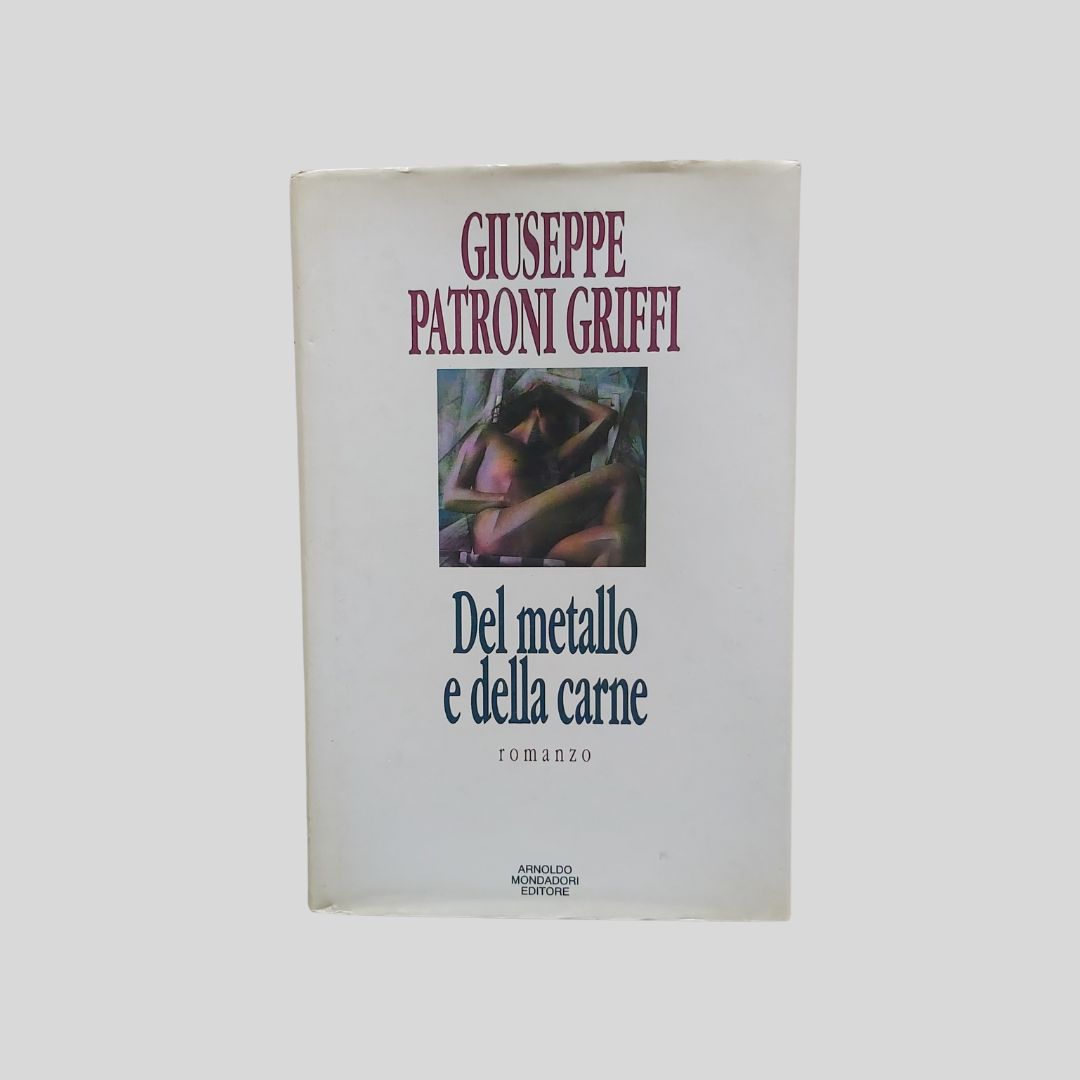 GIUSEPPE
PATRONI GRIFFI
Del metallo
e della carne
romanzo
ARNOLDO
MONDADORI
EDITORE